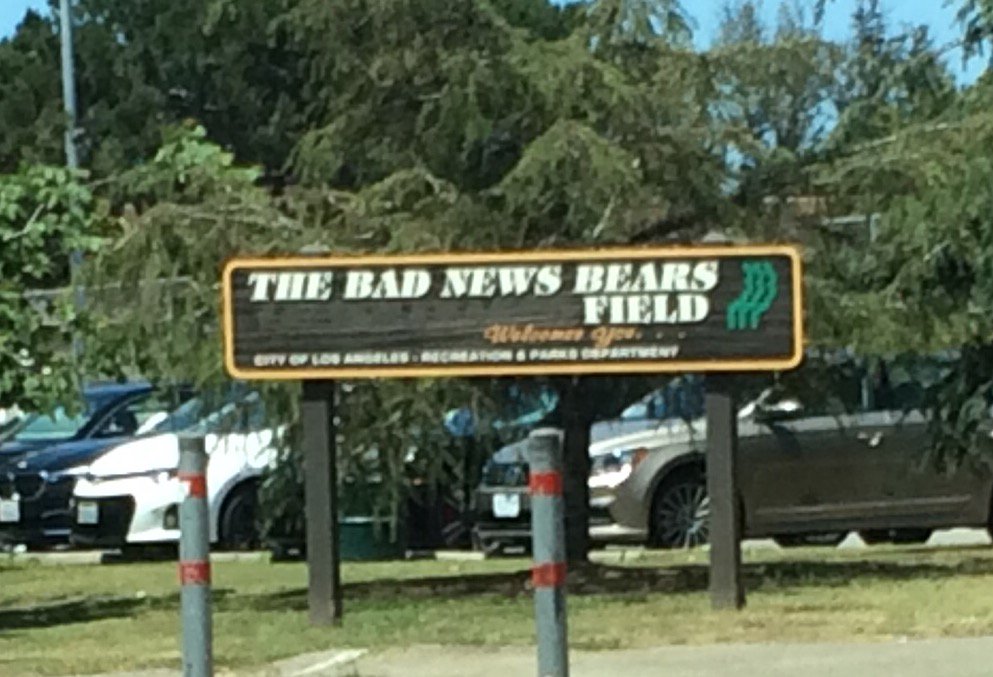 THE BAD NEWS BEARS
FIELD
Welcomes You. . .
CITY OF LOS ANGELES - RECREATION & PARKS DEPARTMENT